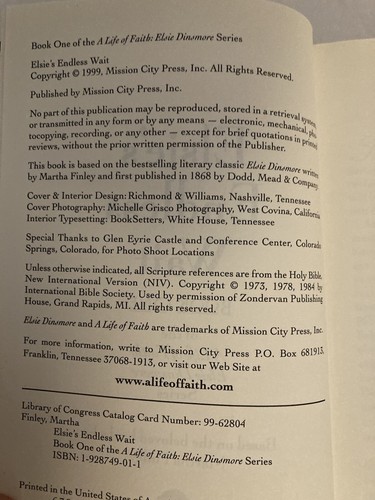 Book One of the A Life of Faith: Elsie Dinsmore Series
Elsie's Endless Wait
Copyright © 1999, Mission City Press, Inc. All Rights Reserved.
Published by Mission City Press, Inc.
No part of this publication may be reproduced, stored in a retrieval system,
or transmitted in any form or by any means — electronic, mechanical,
tocopying, recording, or any other — except for brief quotations in printed
reviews, without the prior written permission of the Publisher.
This book is based on the bestselling literary classic Elsie Dinsmore written
by Martha Finley and first published in 1868 by Dodd, Mead & Company.
Cover & Interior Design: Richmond & Williams, Nashville, Tennessee
Cover Photography: Michelle Grisco Photography, West Covina, California
Interior Typesetting: BookSetters, White House, Tennessee
Special Thanks to Glen Eyrie Castle and Conference Center, Colorado
Springs, Colorado, for Photo Shoot Locations
Unless otherwise indicated, all Scripture references are from the Holy Bible,
New International Version (NIV). Copyright © 1973, 1978, 1984 by
International Bible Society. Used by permission of Zondervan Publishing
House, Grand Rapids, MI. All rights reserved.
Elsie Dinsmore and A Life of Faith are trademarks of Mission City Press, Inc.
For more information, write to Mission City Press P.O. Box 681913,
Franklin, Tennessee 37068-1913, or visit our Web Site at
www.alifeoffaith.com
Library of Congress Catalog Card Number: 99-62804
Finley, Martha
Elsie's Endless Wait
Book One of the A Life of Faith: Elsie Dinsmore Series
ISBN: 1-928749-01-1
Printed in the United States of